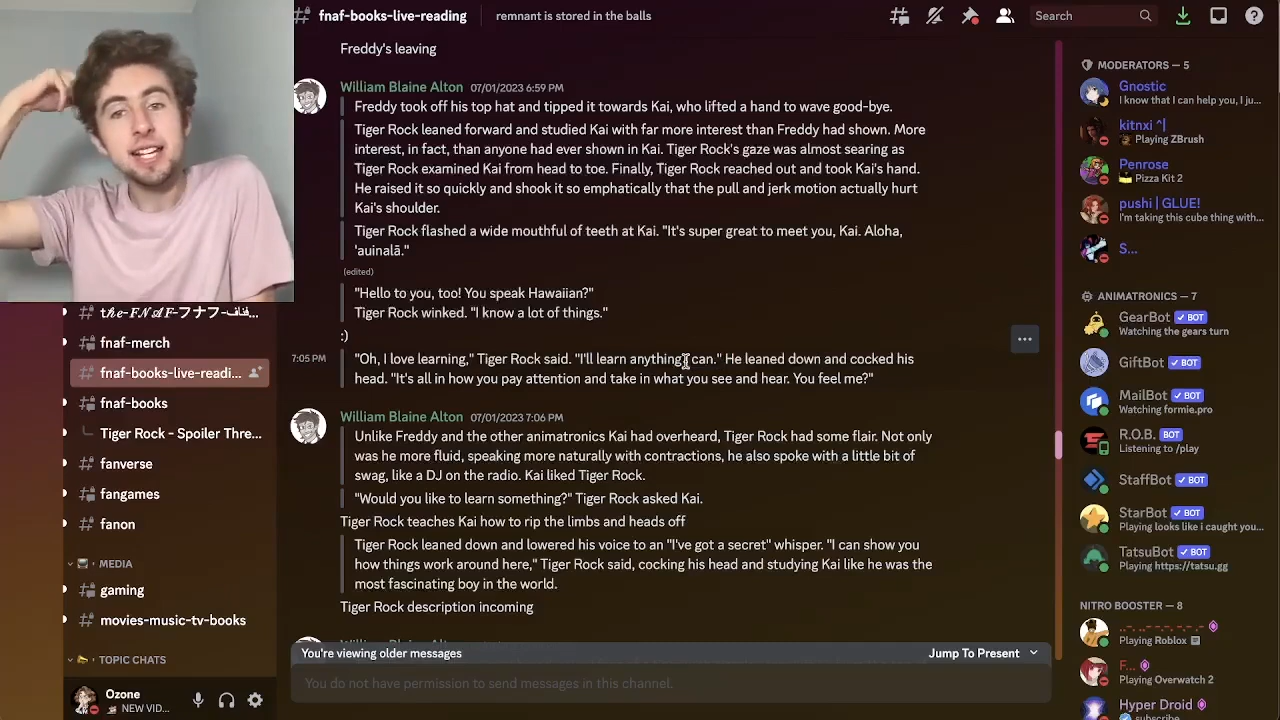 fnaf-books-live-reading
remnant is stored in the balls
Search
Freddy's leaving
William Blaine Alton 07/01/2023 6:59 PM
Freddy took off his top hat and tipped it towards Kai, who lifted a hand to wave good-bye.
Tiger Rock leaned forward and studied Kai with far more interest than Freddy had shown. More
interest, in fact, than anyone had ever shown in Kai. Tiger Rock's gaze was almost searing as
Tiger Rock examined Kai from head to toe. Finally, Tiger Rock reached out and took Kai's hand.
He raised it so quickly and shook it so emphatically that the pull and jerk motion actually hurt
Kai's shoulder.
Tiger Rock flashed a wide mouthful of teeth at Kai. "It's super great to meet you, Kai. Aloha,
'auinalā."
(edited)
"Hello to you, too! You speak Hawaiian?"
Tiger Rock winked. "I know a lot of things."
:)
7:05 PM
"Oh, I love learning," Tiger Rock said. "I'll learn anything I can." He leaned down and cocked his
head. "It's all in how you pay attention and take in what you see and hear. You feel me?"
William Blaine Alton 07/01/2023 7:06 PM
Unlike Freddy and the other animatronics Kai had overheard, Tiger Rock had some flair. Not only
was he more fluid, speaking more naturally with contractions, he also spoke with a little bit of
swag, like a DJ on the radio. Kai liked Tiger Rock.
"Would you like to learn something?" Tiger Rock asked Kai.
Tiger Rock teaches Kai how to rip the limbs and heads off
Tiger Rock leaned down and lowered his voice to an "I've got a secret" whisper. "I can show you
how things work around here," Tiger Rock said, cocking his head and studying Kai like he was the
most fascinating boy in the world.
Tiger Rock description incoming
You're viewing older messages
Jump To Present
You do not have permission to send messages in this channel.
fnaf-merch
fnaf-books-live-readi...
fnaf-books
Tiger Rock - Spoiler Thre...
fanverse
fangames
fanon
MEDIA
gaming
movies-music-tv-books
TOPIC CHATS
Ozone
NEW VID...
MODERATORS — 5
Gnostic
I know that I can help you, I ju...
kitnxi ^|
Playing ZBrush
Penrose
Pizza Kit 2
pushi | GLUE!
I'm taking this cube thing with...
S...
ANIMATRONICS — 7
GearBot BOT
Watching the gears turn
GiftBot BOT
MailBot BOT
Watching formie.pro
R.O.B. BOT
Listening to /play
StaffBot BOT
StarBot BOT
Playing looks like i caught you...
TatsuBot BOT
Playing https://tatsu.gg
NITRO BOOSTER — 8
Playing Roblox
F...
Playing Overwatch 2
Hyper Droid
subscribe